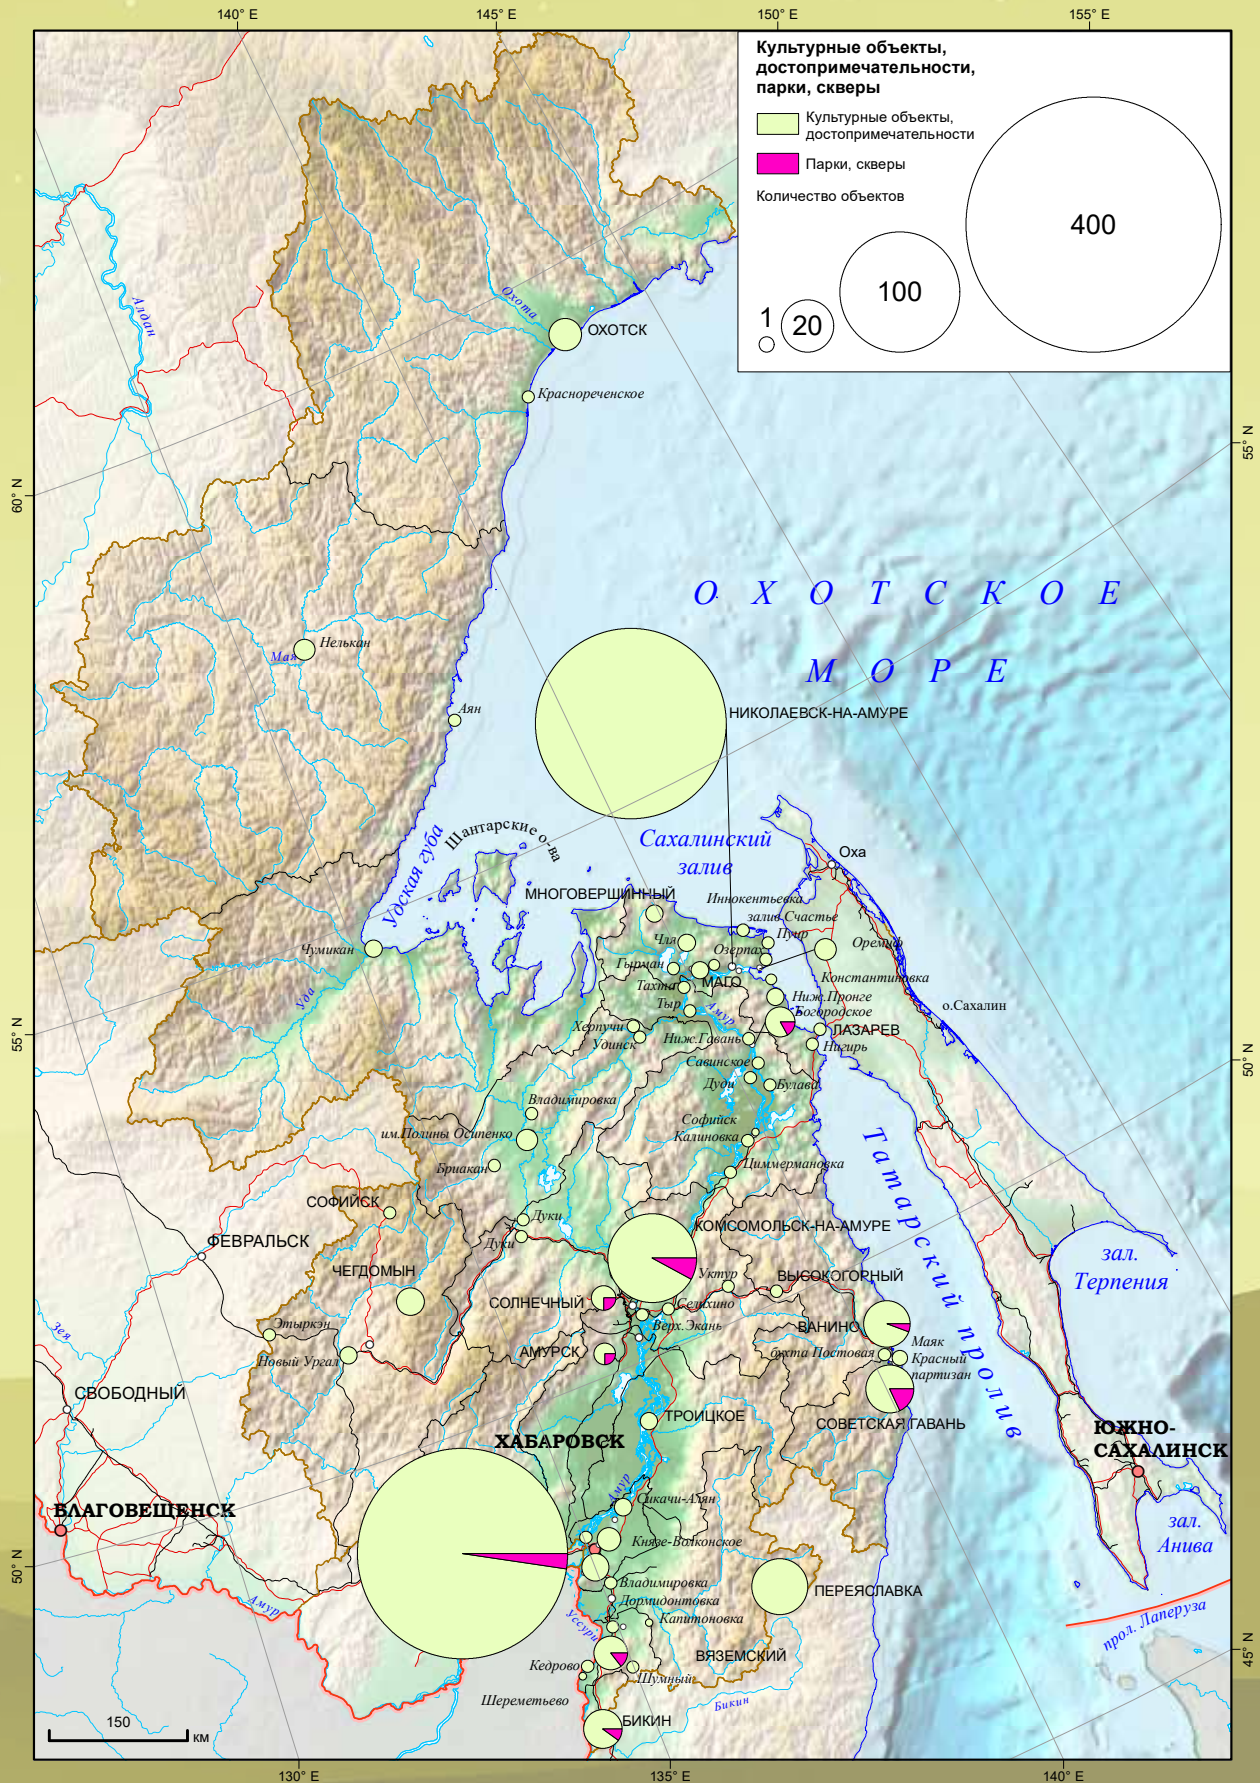 140° E
145° E
150° E
155° E
Культурные объекты,
достопримечательности,
парки, скверы
Культурные объекты,
достопримечательности
Парки, скверы
Количество объектов
1
20
100
400
Алдан
Охота
ОХОТСК
Краснореченское
55° N
60° N
О Х О Т С К О Е
М О Р Е
Нелькан
Мая
Аян
НИКОЛАЕВСК-НА-АМУРЕ
Удская губа
Шантарские о-ва
Сахалинский
залив
Оха
МНОГОВЕРШИННЫЙ
Иннокентьевка
залив Счастье
Пуир
Чля
Озерпах
Оремиф
Чумикан
Гырман
Константиновка
Тахта
МАГО
Уда
Ниж.Пронге
Тыр
Амур
Богородское
о.Сахалин
55° N
Херпучи
Удинск
Ниж.Гавань
ЛАЗАРЕВ
Нигирь
50° N
Савинское
Дуди
Булава
Владимировка
Софийск
Калиновка
им.Полины Осипенко
Бриакан
Циммермановка
Татарский пролив
СОФИЙСК
Дуки
Дуки
КОМСОМОЛЬСК-НА-АМУРЕ
ФЕВРАЛЬСК
зал.
Терпения
ЧЕГДОМЫН
Уктур
ВЫСОКОГОРНЫЙ
СОЛНЕЧНЫЙ
Селихино
Верх.Экань
ВАНИНО
Зея
Этыркэн
Новый Ургал
АМУРСК
Маяк
бухта Постовая
Красный
партизан
СВОБОДНЫЙ
ТРОИЦКОЕ
СОВЕТСКАЯ ГАВАНЬ
ХАБАРОВСК
ЮЖНО-
САХАЛИНСК
БЛАГОВЕЩЕНСК
Амур
Сикачи-Алян
зал.
Анива
Князе-Волконское
50° N
Владимировка
ПЕРЕЯСЛАВКА
Амур
Дормидонтовка
Уссури
Капитоновка
прол. Лаперуза
45° N
ВЯЗЕМСКИЙ
Кедрово
Шумный
Шереметьево
Бикин
БИКИН
150
км
130° E
135° E
140° E